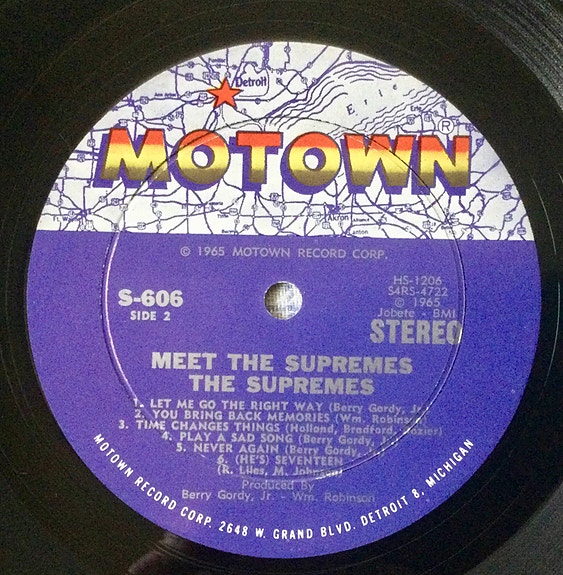 Detroit
Erie
MOTOWN®
Akron
Canton
© 1965 MOTOWN RECORD CORP.
S-606
SIDE 2
HS-1206
S4RS-4722
© 1965
Jobete - BMI
STEREO
MEET THE SUPREMES
THE SUPREMES
1. LET ME GO THE RIGHT WAY (Berry Gordy, Jr.
2. YOU BRING BACK MEMORIES (Wm. Robinson)
3. TIME CHANGES THINGS (Holland, Bradford, Dozier)
4. PLAY A SAD SONG (Berry Gordy,
5. NEVER AGAIN (Berry Gordy,
6. (HE'S) SEVENTEEN
(R. Liles, M. Johnson)
Produced by
Berry Gordy, Jr. - Wm. Robinson
MOTOWN RECORD CORP. 2648 W. GRAND BLVD. DETROIT 8, MICHIGAN